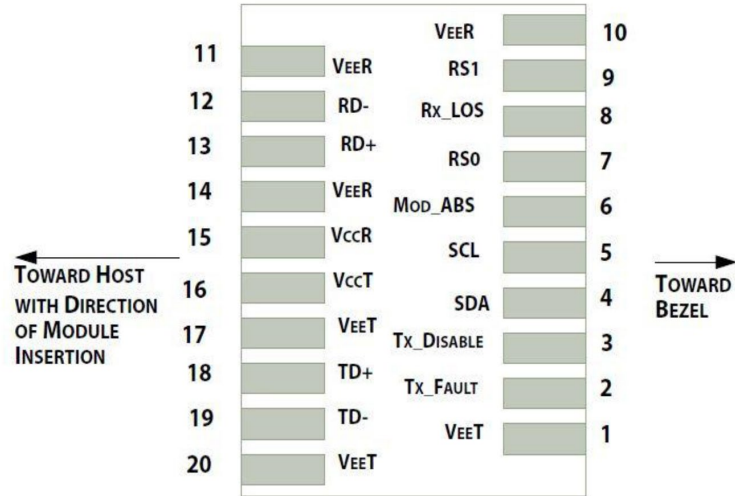 VEER 10
11 VEER RS1 9
12 RD- RX_LOS 8
13 RD+ RS0 7
14 VEER MOD_ABS 6
15 VCCR SCL 5
TOWARD HOST
WITH DIRECTION
OF MODULE
INSERTION
TOWARD
BEZEL
16 VCCT SDA 4
17 VEET TX_DISABLE 3
18 TD+ TX_FAULT 2
19 TD- VEET 1
20 VEET